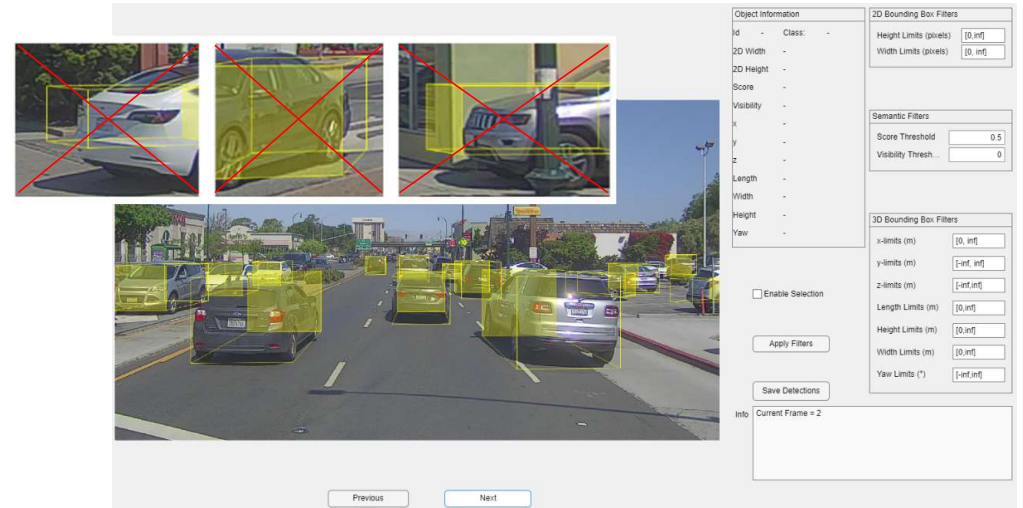 Object Information
Id - Class: -
2D Width -
2D Height -
Score -
Visibility -
x -
y -
z -
Length -
Width -
Height -
Yaw -
Enable Selection
Apply Filters
Save Detections
2D Bounding Box Filters
Height Limits (pixels) [0,inf]
Width Limits (pixels) [0, inf]
Semantic Filters
Score Threshold 0.5
Visibility Thresh... 0
3D Bounding Box Filters
x-limits (m) [0, inf]
y-limits (m) [-inf, inf]
z-limits (m) [-inf,inf]
Length Limits (m) [0,inf]
Height Limits (m) [0,inf]
Width Limits (m) [0,inf]
Yaw Limits (°) [-inf,inf]
Info Current Frame = 2
Previous Next